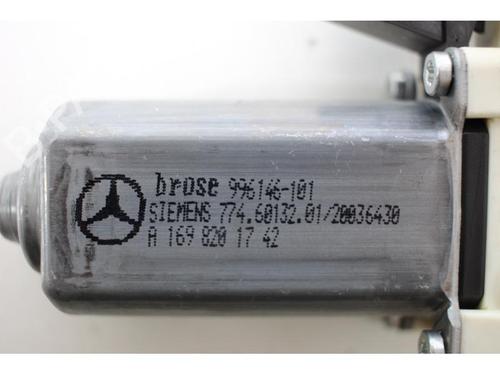 brose 996146-101
SIEMENS 774.60132.01/20036430
A 169 820 17 42